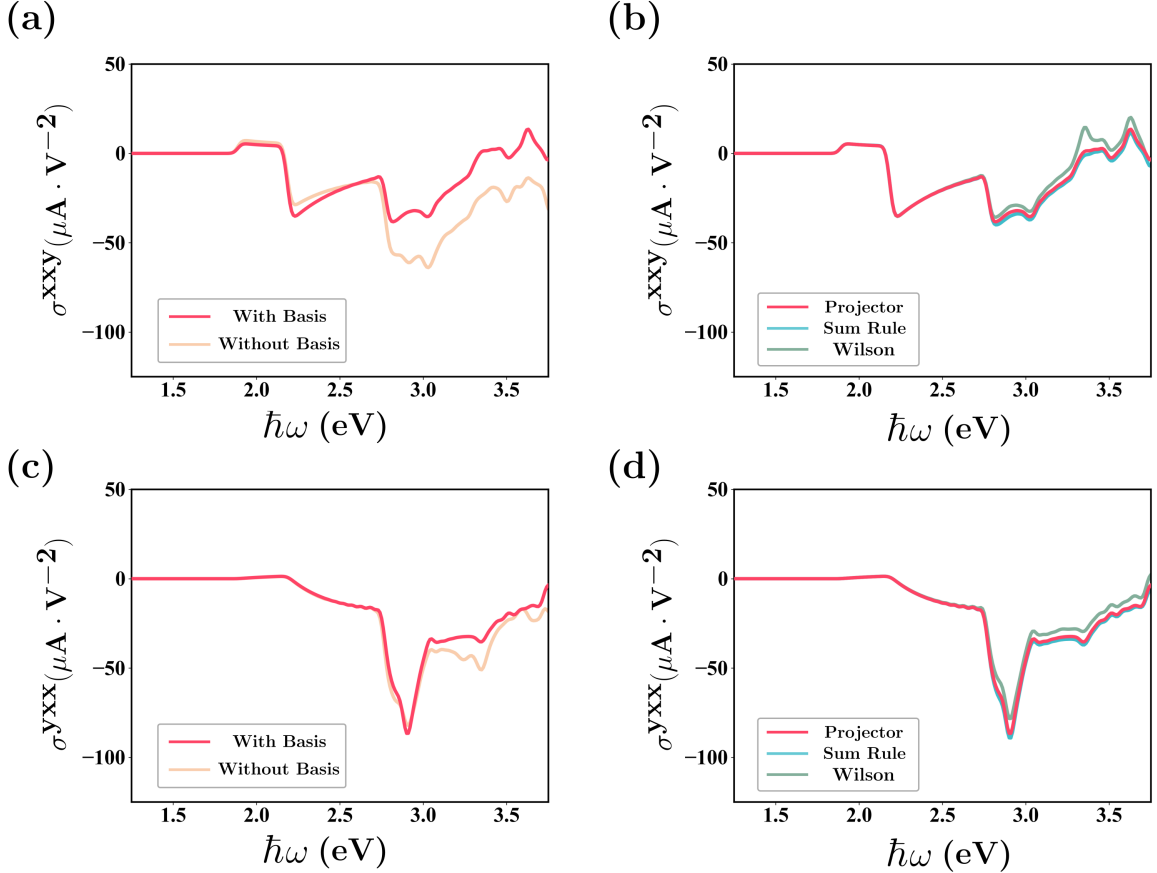 (a)
50
0
−50
−100
σxxy(μA · V−2)
With Basis
Without Basis
1.5 2.0 2.5 3.0 3.5
ħω (eV)
(b)
50
0
−50
−100
σxxy(μA · V−2)
Projector
Sum Rule
Wilson
1.5 2.0 2.5 3.0 3.5
ħω (eV)
(c)
50
0
−50
−100
σyxx(μA · V−2)
With Basis
Without Basis
1.5 2.0 2.5 3.0 3.5
ħω (eV)
(d)
50
0
−50
−100
σyxx(μA · V−2)
Projector
Sum Rule
Wilson
1.5 2.0 2.5 3.0 3.5
ħω (eV)